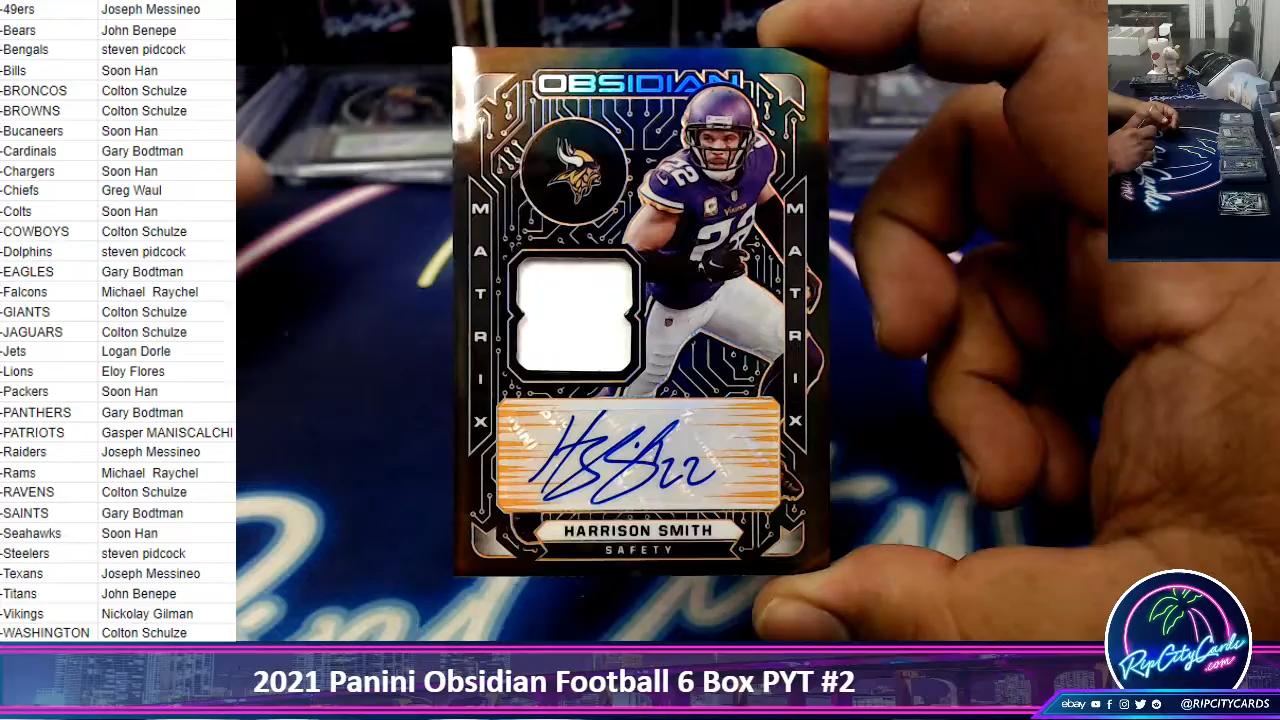 -49ers Joseph Messineo
-Bears John Benepe
-Bengals steven pidcock
-Bills Soon Han
-BRONCOS Colton Schulze
-BROWNS Colton Schulze
-Bucaneers Soon Han
-Cardinals Gary Bodtman
-Chargers Soon Han
-Chiefs Greg Waul
-Colts Soon Han
-COWBOYS Colton Schulze
-Dolphins steven pidcock
-EAGLES Gary Bodtman
-Falcons Michael Raychel
-GIANTS Colton Schulze
-JAGUARS Colton Schulze
-Jets Logan Dorle
-Lions Eloy Flores
-Packers Soon Han
-PANTHERS Gary Bodtman
-PATRIOTS Gasper MANISCALCHI
-Raiders Joseph Messineo
-Rams Michael Raychel
-RAVENS Colton Schulze
-SAINTS Gary Bodtman
-Seahawks Soon Han
-Steelers steven pidcock
-Texans Joseph Messineo
-Titans John Benepe
-Vikings Nickolay Gilman
-WASHINGTON Colton Schulze
OBSIDIAN
MATRIX
MATRIX
22
VIKINGS
22
HARRISON SMITH
SAFETY
RipCityCards
.com
2021 Panini Obsidian Football 6 Box PYT #2
ebay @RIPCITYCARDS